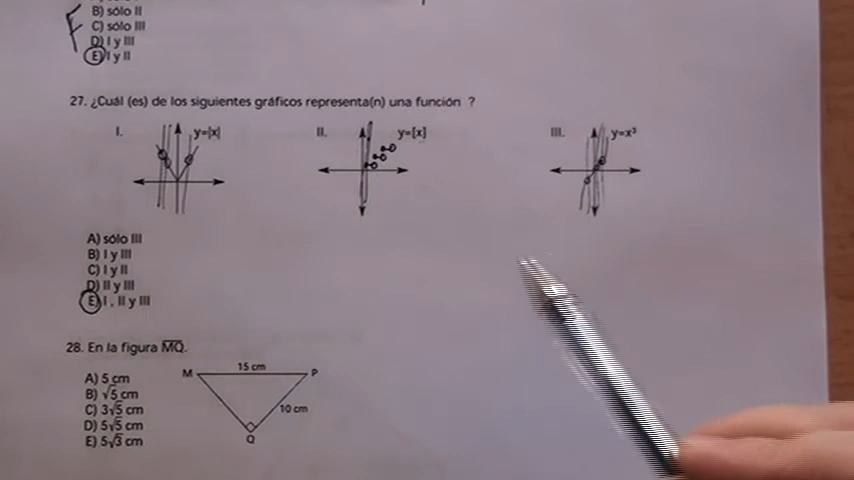 B) sólo II
C) sólo III
D) I y III
E) I y II
27. ¿Cuál (es) de los siguientes gráficos representa(n) una función ?
I. y=|x| II. y=[x] III. y=x³
A) sólo III
B) I y III
C) I y II
D) II y III
E) I , II y III
28. En la figura M̅Q̅.
M 15 cm P
A) 5 cm
B) √5 cm
C) 3√5 cm 10 cm
D) 5√5 cm
E) 5√3 cm
Q